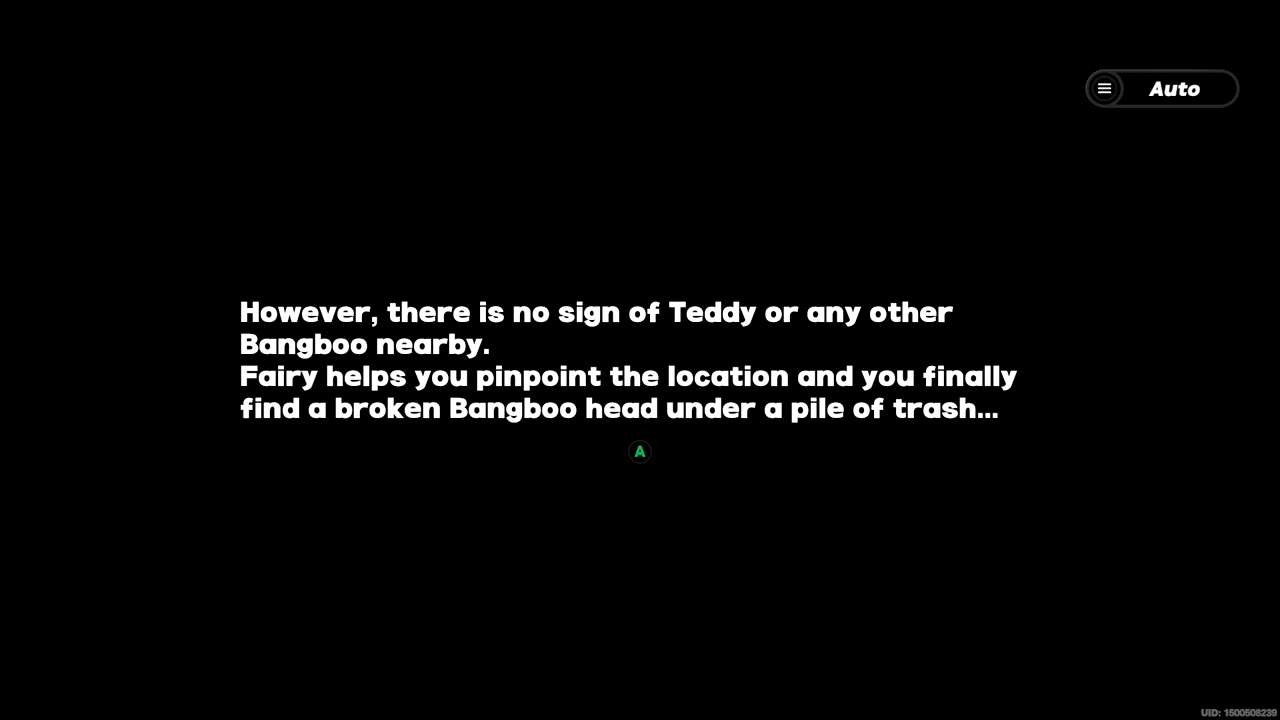 Auto
However, there is no sign of Teddy or any other
Bangboo nearby.
Fairy helps you pinpoint the location and you finally
find a broken Bangboo head under a pile of trash...
A
UID: 1500508239